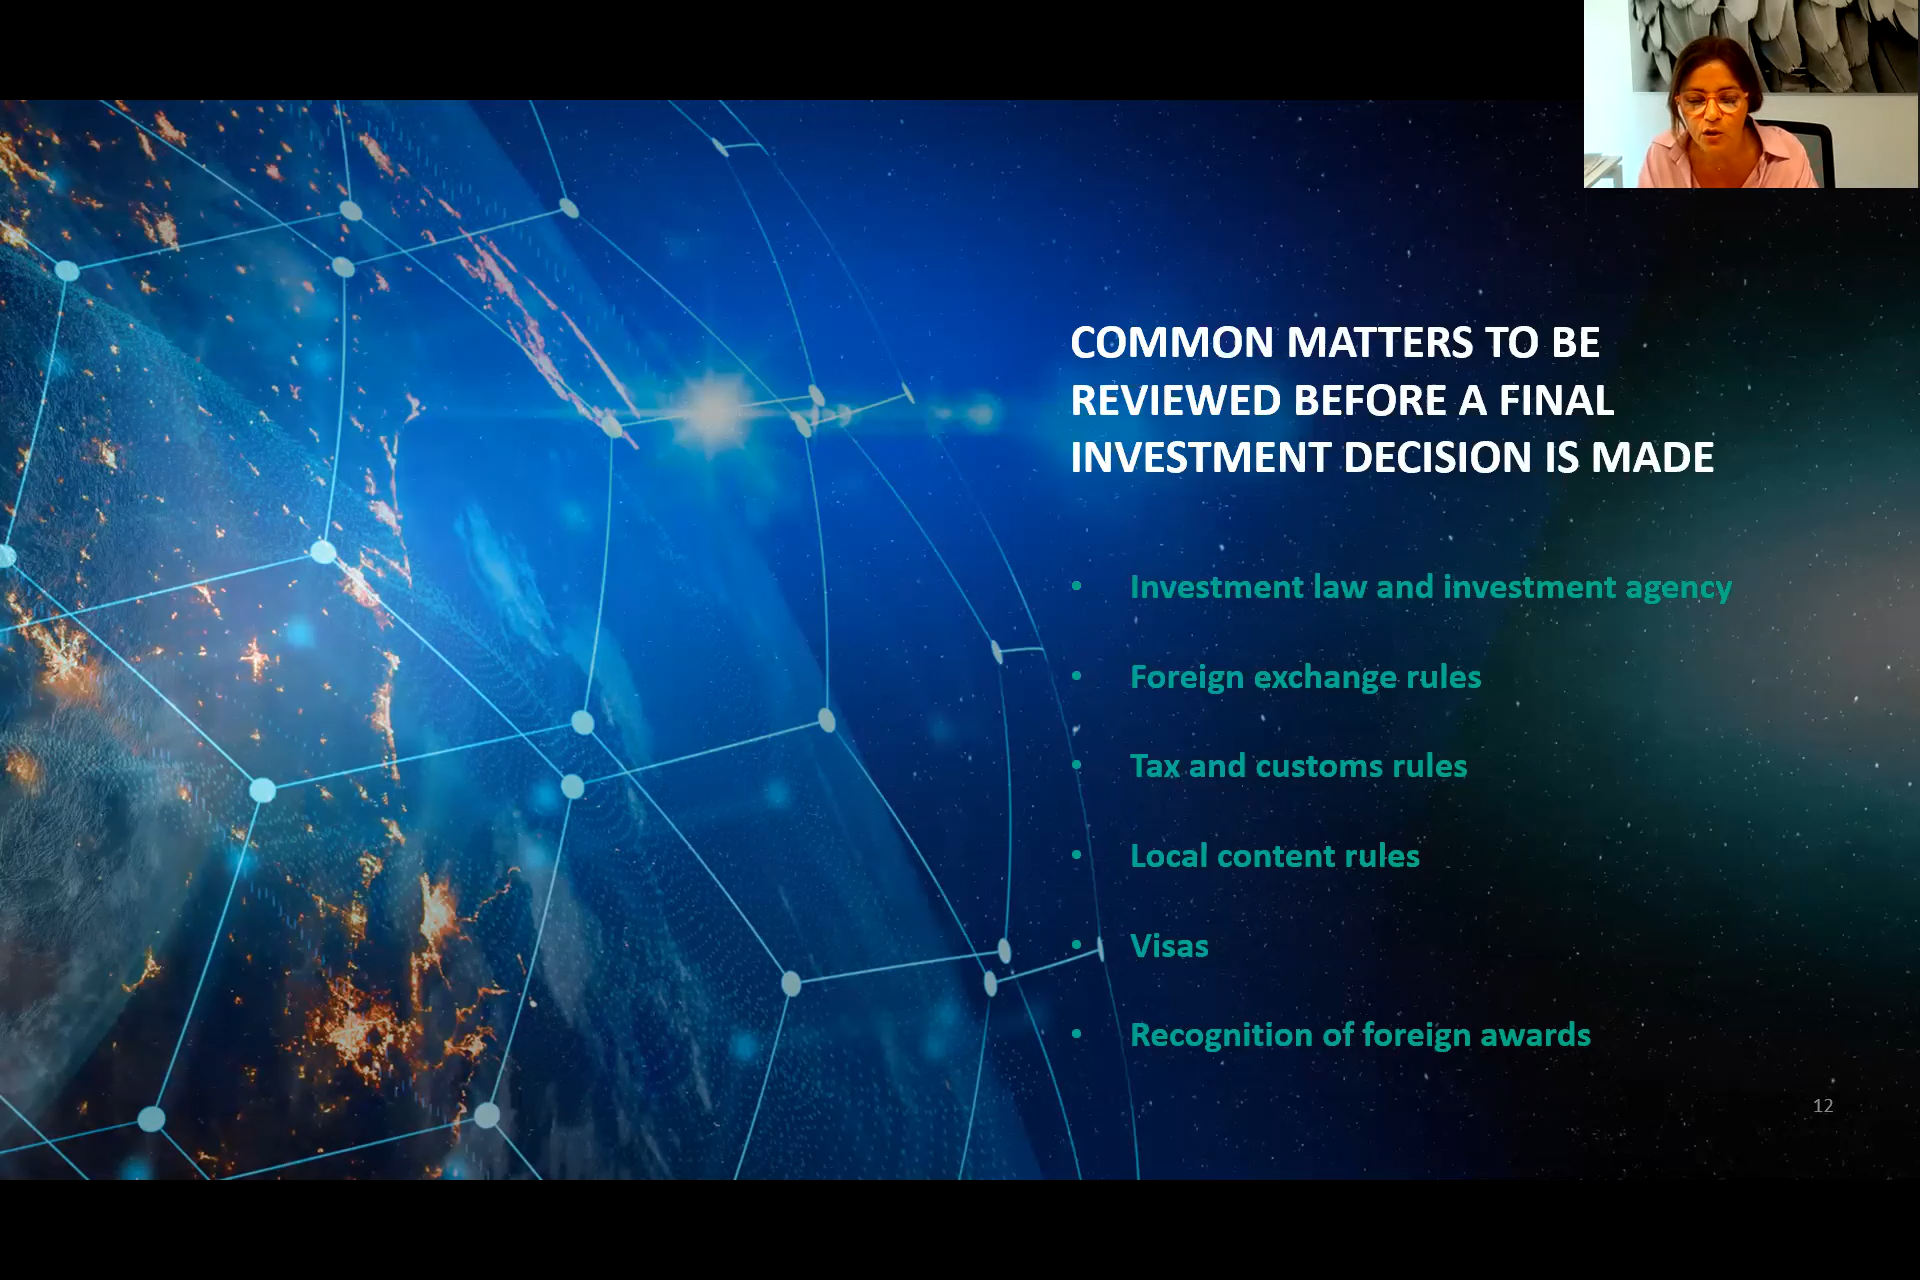 COMMON MATTERS TO BE
REVIEWED BEFORE A FINAL
INVESTMENT DECISION IS MADE
• Investment law and investment agency
• Foreign exchange rules
• Tax and customs rules
• Local content rules
• Visas
• Recognition of foreign awards
12